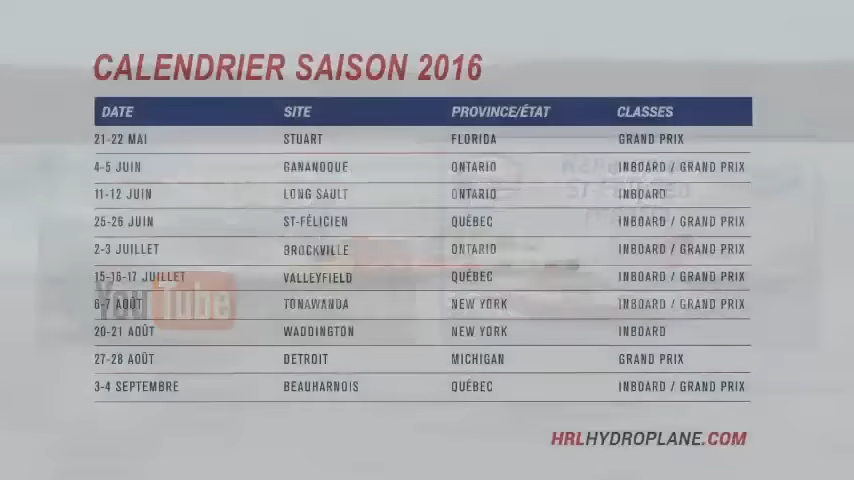 CALENDRIER SAISON 2016
DATE SITE PROVINCE/ÉTAT CLASSES
21-22 MAI STUART FLORIDA GRAND PRIX
4-5 JUIN GANANOQUE ONTARIO INBOARD / GRAND PRIX
11-12 JUIN LONG SAULT ONTARIO INBOARD
25-26 JUIN ST-FÉLICIEN QUÉBEC INBOARD / GRAND PRIX
2-3 JUILLET BROCKVILLE ONTARIO INBOARD / GRAND PRIX
15-16-17 JUILLET VALLEYFIELD QUÉBEC INBOARD / GRAND PRIX
6-7 AOÛT TONAWANDA NEW YORK INBOARD / GRAND PRIX
20-21 AOÛT WADDINGTON NEW YORK INBOARD
27-28 AOÛT DETROIT MICHIGAN GRAND PRIX
3-4 SEPTEMBRE BEAUHARNOIS QUÉBEC INBOARD / GRAND PRIX
YouTube
HRLHYDROPLANE.COM